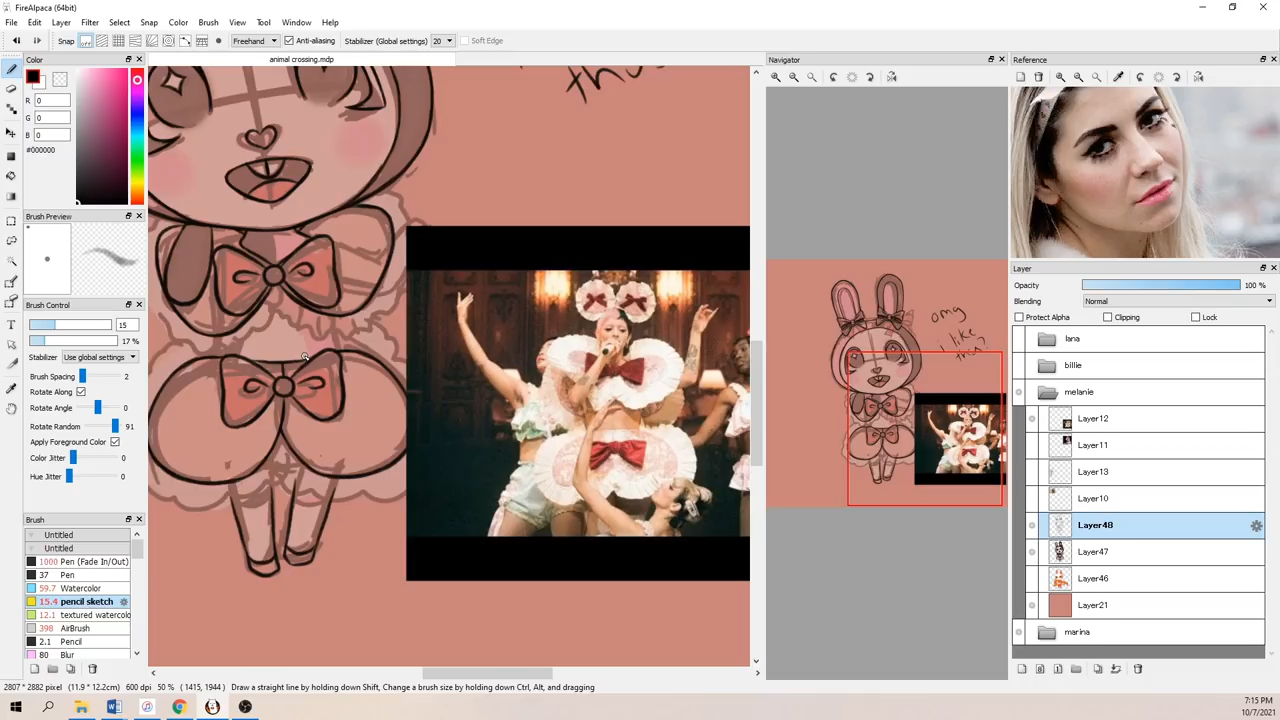 FireAlpaca (64bit)
File Edit Layer Filter Select Snap Color Brush View Tool Window Help
Snap OFF Freehand Anti-aliasing Stabilizer (Global settings) 20 Soft Edge
Color animal crossing.mdp Navigator Reference
R 0
G 0
B 0
#000000
Brush Preview
Brush Control
15
17 %
Stabilizer Use global settings
Brush Spacing 2
Rotate Along
Rotate Angle 0
Rotate Random 91
Apply Foreground Color
Color Jitter 0
Hue Jitter 0
Brush
Untitled
Untitled
1000 Pen (Fade In/Out)
37 Pen
59.7 Watercolor
15.4 pencil sketch
12.1 textured watercolo
398 AirBrush
2.1 Pencil
80 Blur
omg
i like
this
Layer
Opacity 100 %
Blending Normal
Protect Alpha Clipping Lock
lana
billie
melanie
Layer12
Layer11
Layer13
Layer10
Layer48
Layer47
Layer46
Layer21
marina
2807 * 2882 pixel (11.9 * 12.2cm) 600 dpi 50 % ( 1415, 1944 ) Draw a straight line by holding down Shift, Change a brush size by holding down Ctrl, Alt, and dragging
7:15 PM
10/7/2021